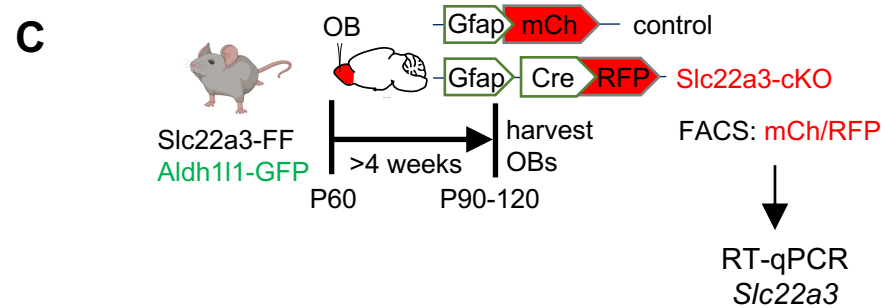 C
OB
Gfap mCh control
Gfap Cre RFP Slc22a3-cKO
Slc22a3-FF
Aldh1l1-GFP
>4 weeks
harvest
OBs
P60
P90-120
FACS: mCh/RFP
RT-qPCR
Slc22a3